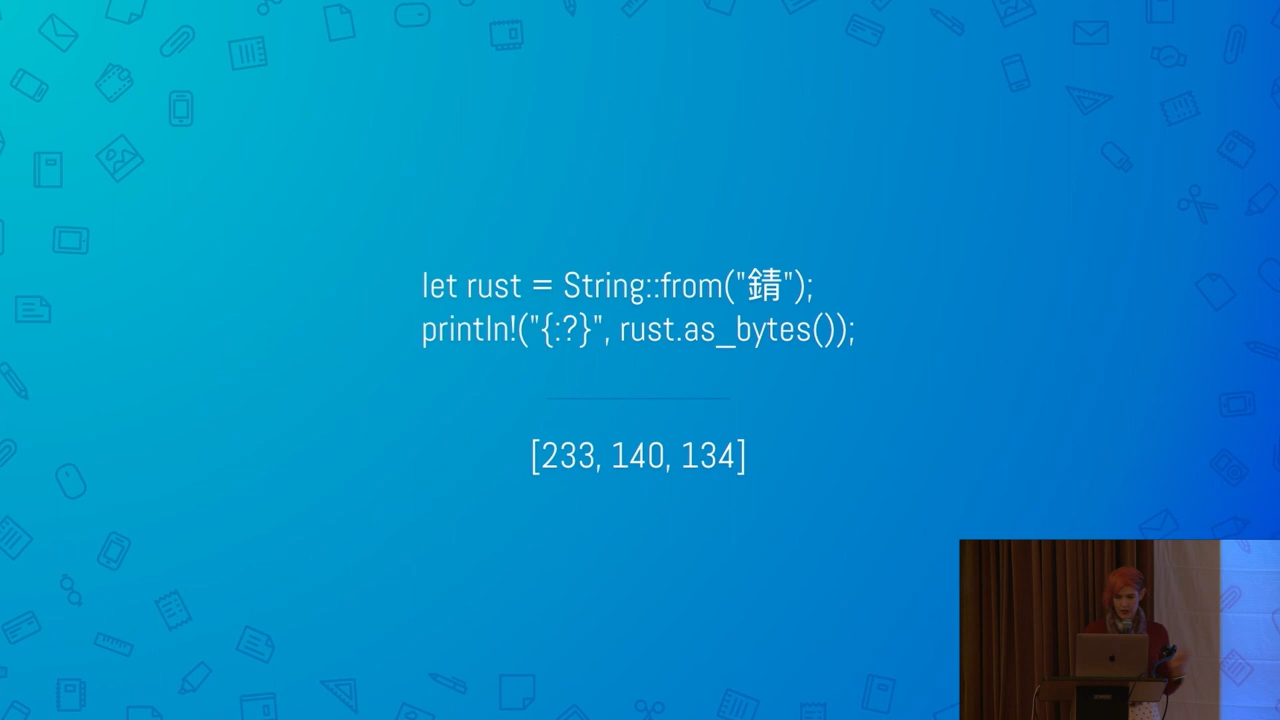 let rust = String::from("錆");
println!("{:?}", rust.as_bytes());
[233, 140, 134]